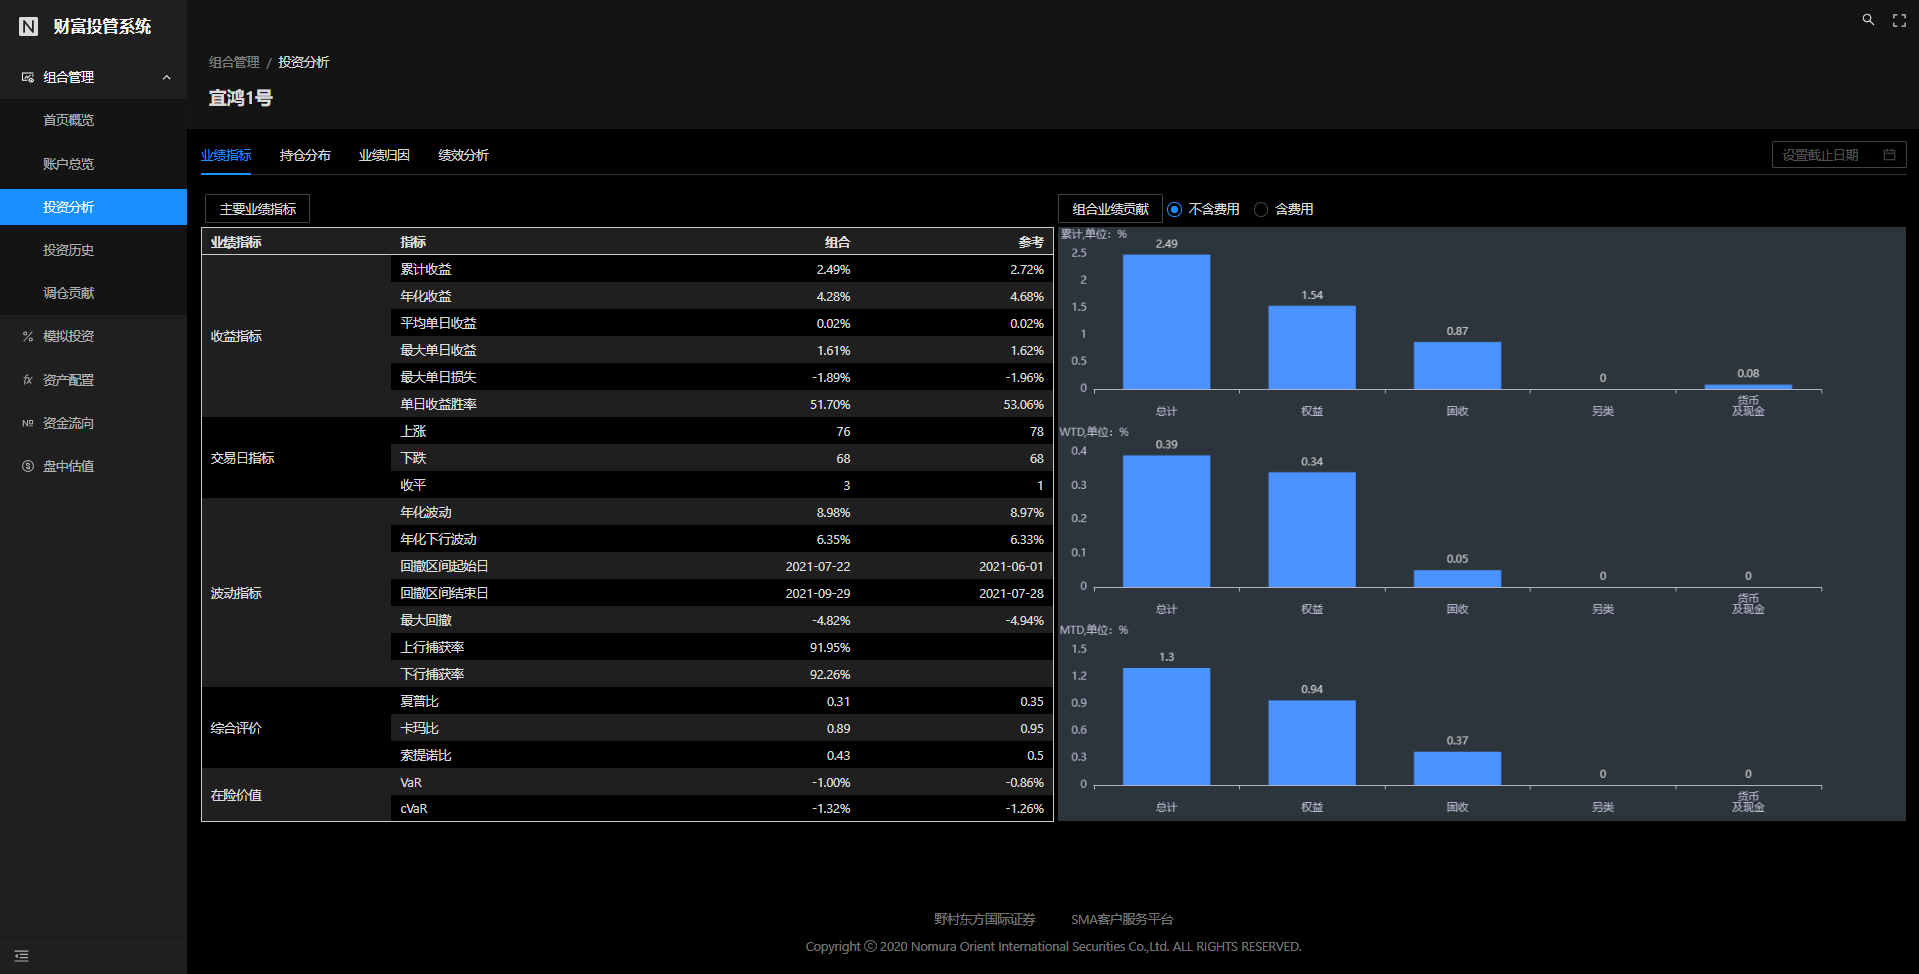 N 财富投管系统
组合管理
首页概览
账户总览
投资分析
投资历史
调仓贡献
模拟投资
资产配置
资金流向
盘中估值
组合管理 / 投资分析
宜鸿1号
业绩指标 持仓分布 业绩归因 绩效分析 设置截止日期
主要业绩指标
业绩指标 指标 组合 参考
收益指标
累计收益 2.49% 2.72%
年化收益 4.28% 4.68%
平均单日收益 0.02% 0.02%
最大单日收益 1.61% 1.62%
最大单日损失 -1.89% -1.96%
单日收益胜率 51.70% 53.06%
交易日指标
上涨 76 78
下跌 68 68
收平 3 1
波动指标
年化波动 8.98% 8.97%
年化下行波动 6.35% 6.33%
回撤区间起始日 2021-07-22 2021-06-01
回撤区间结束日 2021-09-29 2021-07-28
最大回撤 -4.82% -4.94%
上行捕获率 91.95%
下行捕获率 92.26%
综合评价
夏普比 0.31 0.35
卡玛比 0.89 0.95
索提诺比 0.43 0.5
在险价值
VaR -1.00% -0.86%
cVaR -1.32% -1.26%
组合业绩贡献 不含费用 含费用
累计,单位：%
2.5
2
1.5
1
0.5
0
2.49 1.54 0.87 0 0.08
总计 权益 固收 另类 货币
及现金
WTD,单位：%
0.4
0.3
0.2
0.1
0
0.39 0.34 0.05 0 0
总计 权益 固收 另类 货币
及现金
MTD,单位：%
1.5
1.2
0.9
0.6
0.3
0
1.3 0.94 0.37 0 0
总计 权益 固收 另类 货币
及现金
野村东方国际证券 SMA客户服务平台
Copyright © 2020 Nomura Orient International Securities Co.,Ltd. ALL RIGHTS RESERVED.